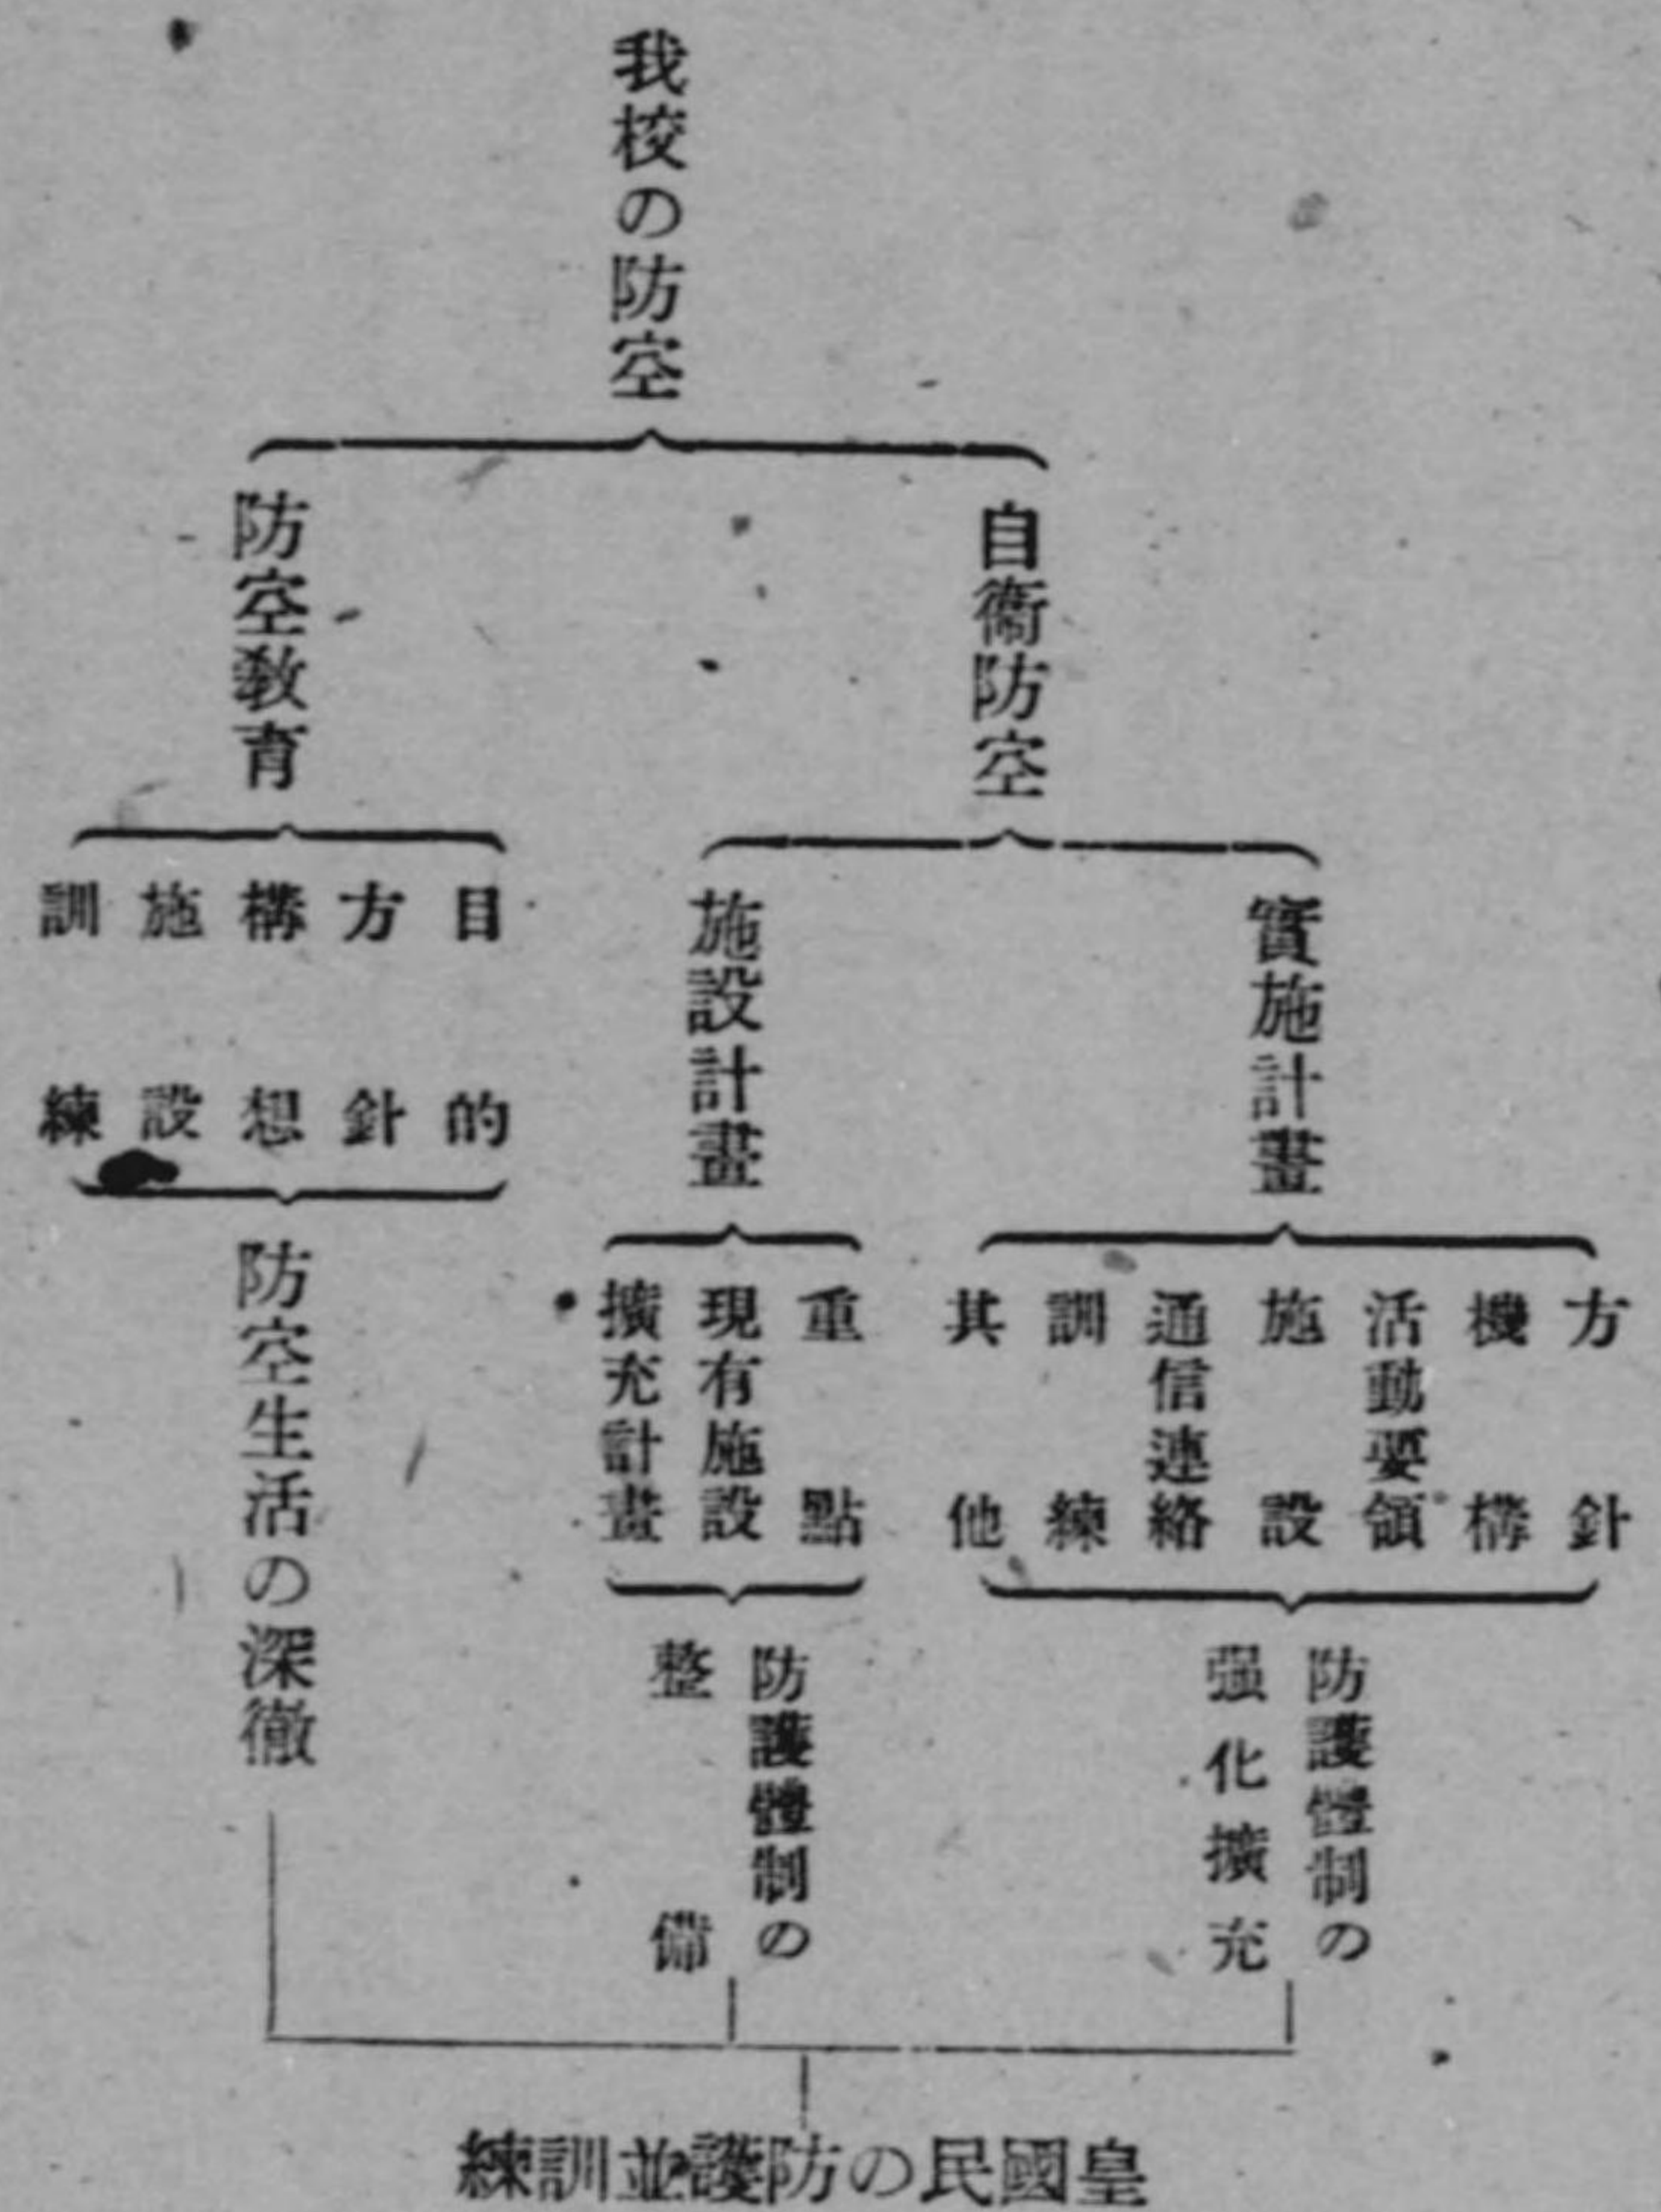 我校の防空
自衞防空
實施計畫
方針
機構
活動要領
施設
通信連絡
訓練
其他
防護體制の
强化擴充
施設計畫
重點
現有施設
擴充計畫
防護體制の
整備
防空敎育
目的
方針
構想
施設
訓練
防空生活の深徹
皇國民の防護並訓練